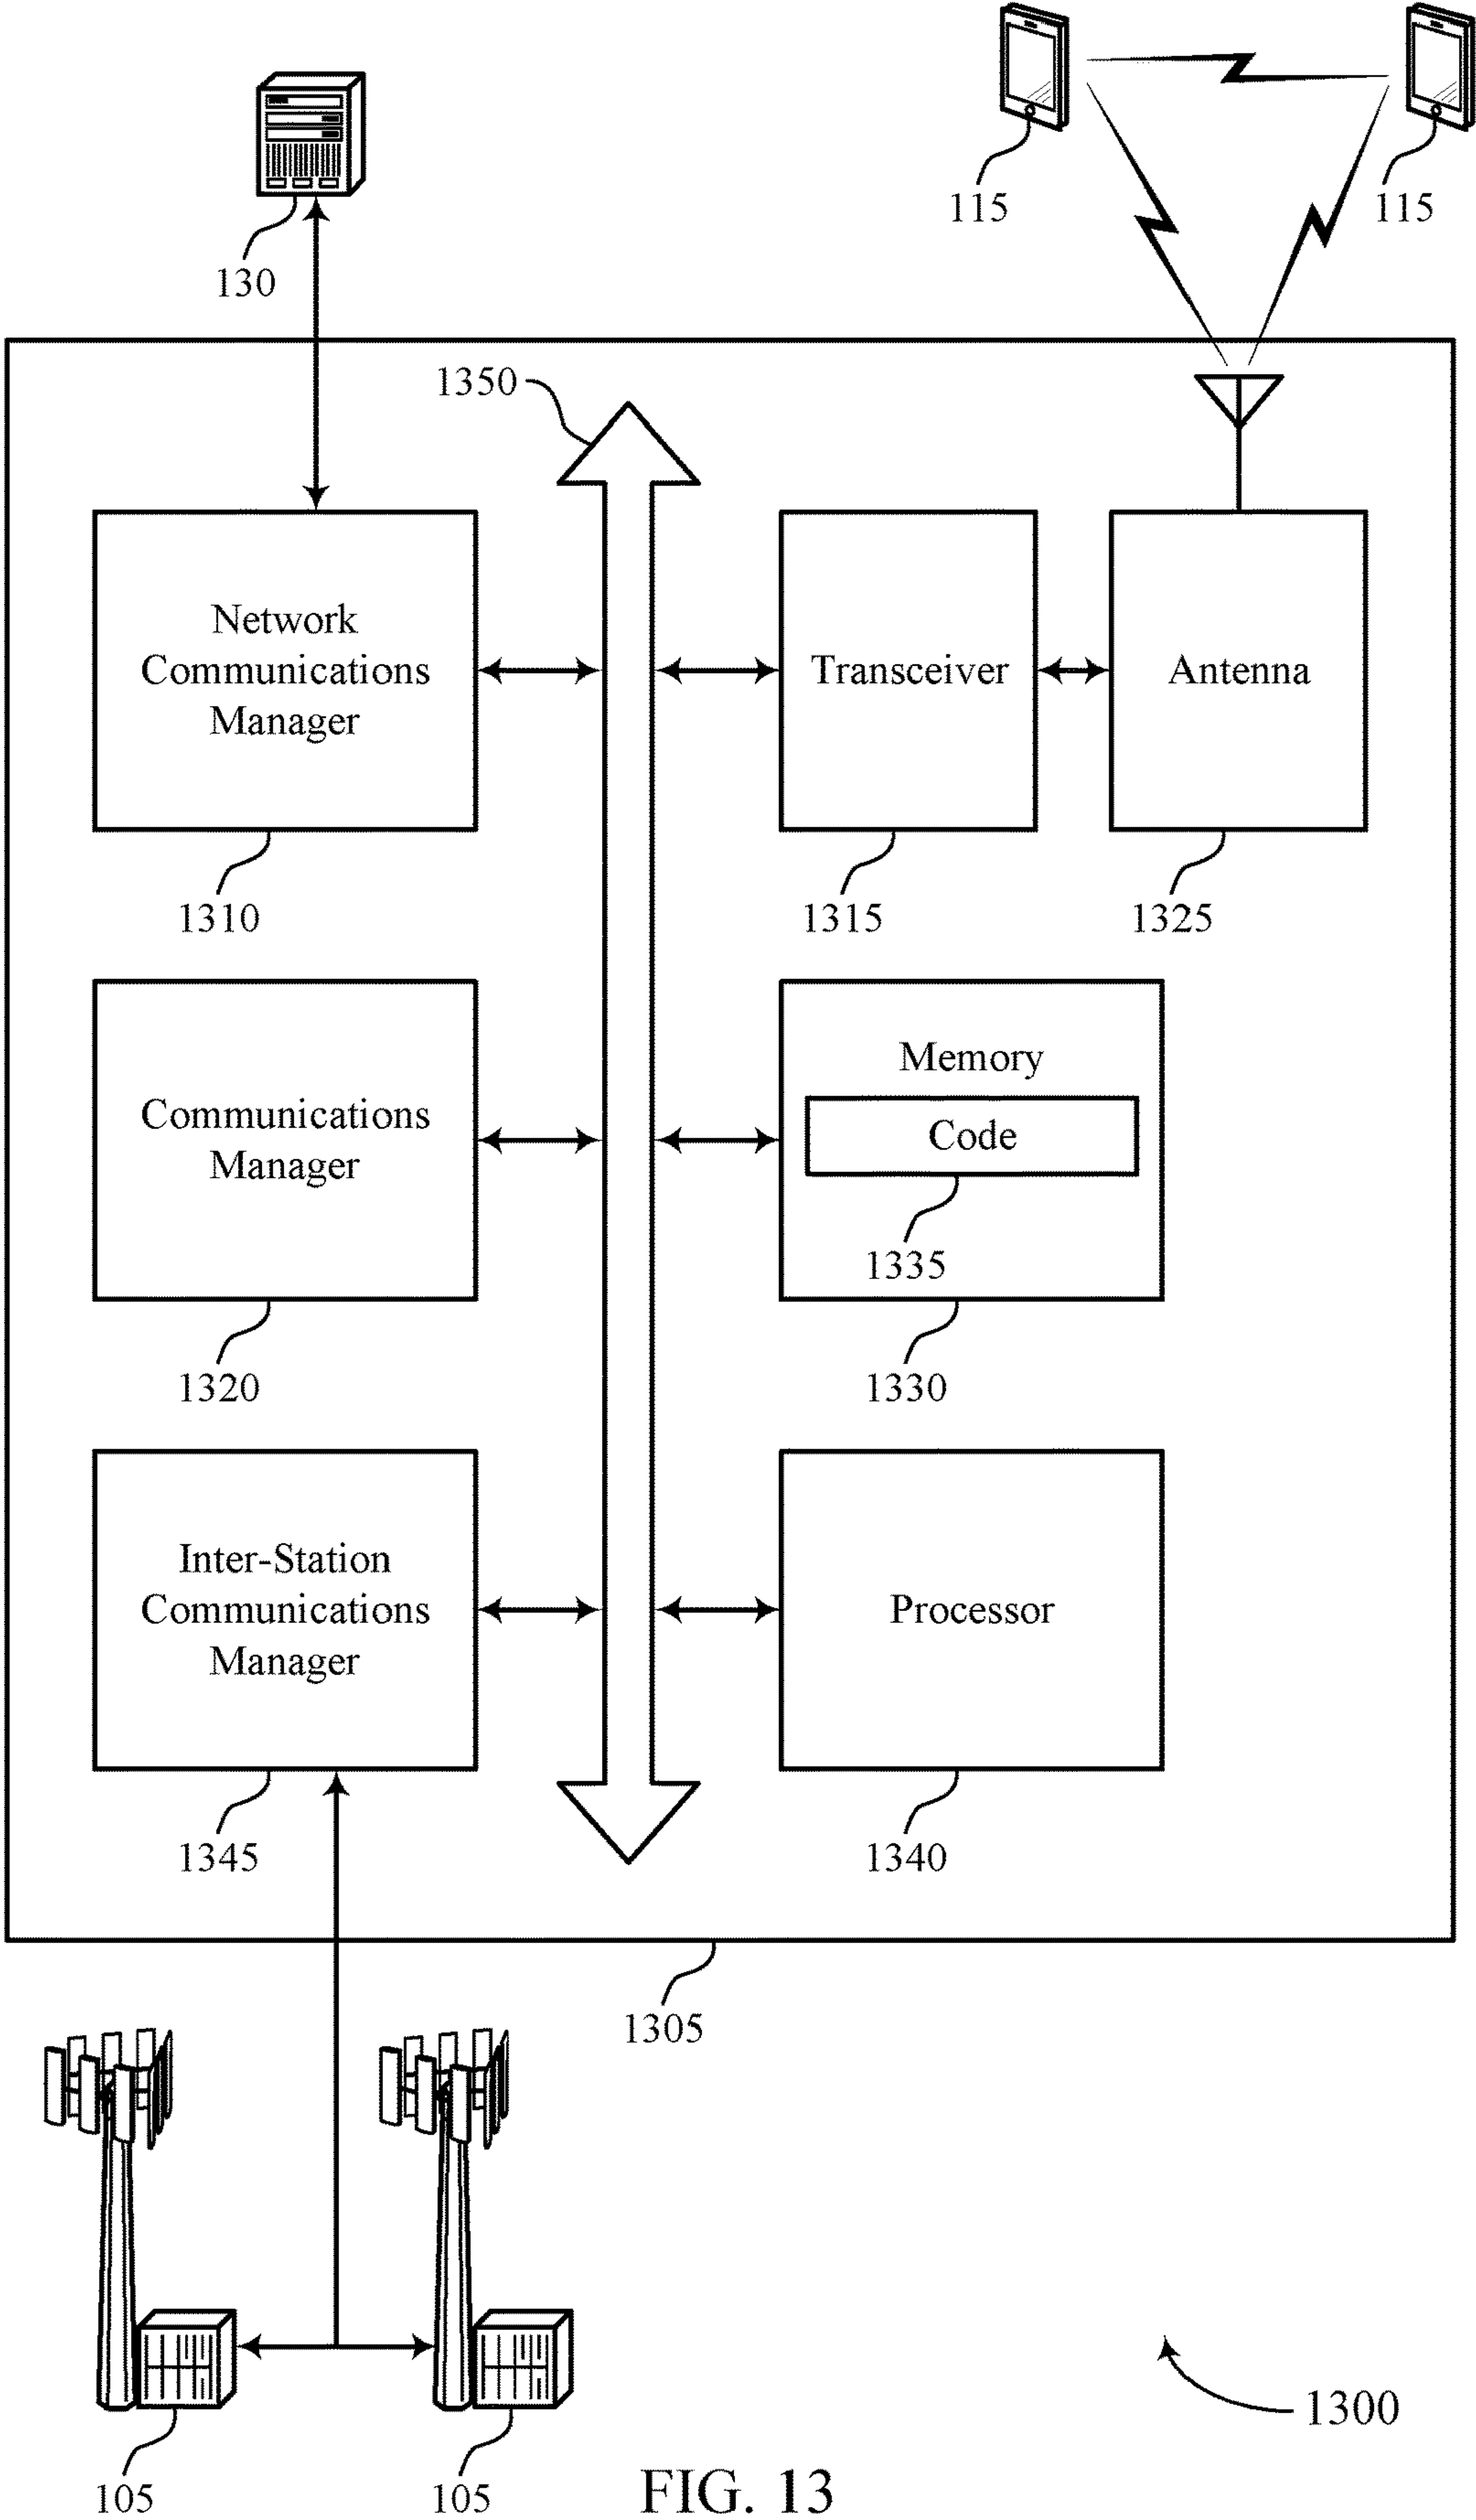 115
115
130
1350
Network
Communications
Manager
Transceiver
Antenna
1310
1315
1325
Communications
Manager
Memory
Code
1335
1320
1330
Inter-Station
Communications
Manager
Processor
1345
1340
1305
1300
105
105
FIG. 13